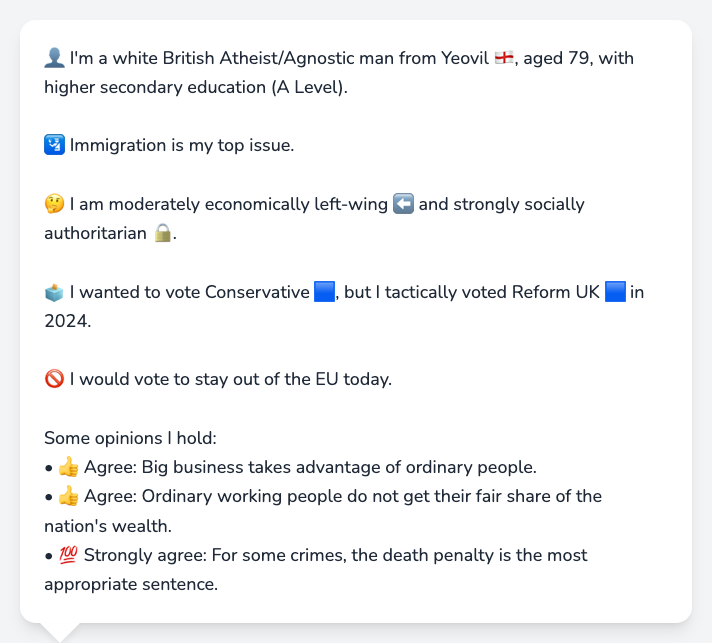 👤 I'm a white British Atheist/Agnostic man from Yeovil 🏴󠁧󠁢󠁥󠁮󠁧󠁿, aged 79, with
higher secondary education (A Level).
🛂 Immigration is my top issue.
🤔 I am moderately economically left-wing ⬅️ and strongly socially
authoritarian 🔒.
🗳️ I wanted to vote Conservative 🟦, but I tactically voted Reform UK 🟦 in
2024.
🚫 I would vote to stay out of the EU today.
Some opinions I hold:
• 👍 Agree: Big business takes advantage of ordinary people.
• 👍 Agree: Ordinary working people do not get their fair share of the
nation's wealth.
• 💯 Strongly agree: For some crimes, the death penalty is the most
appropriate sentence.